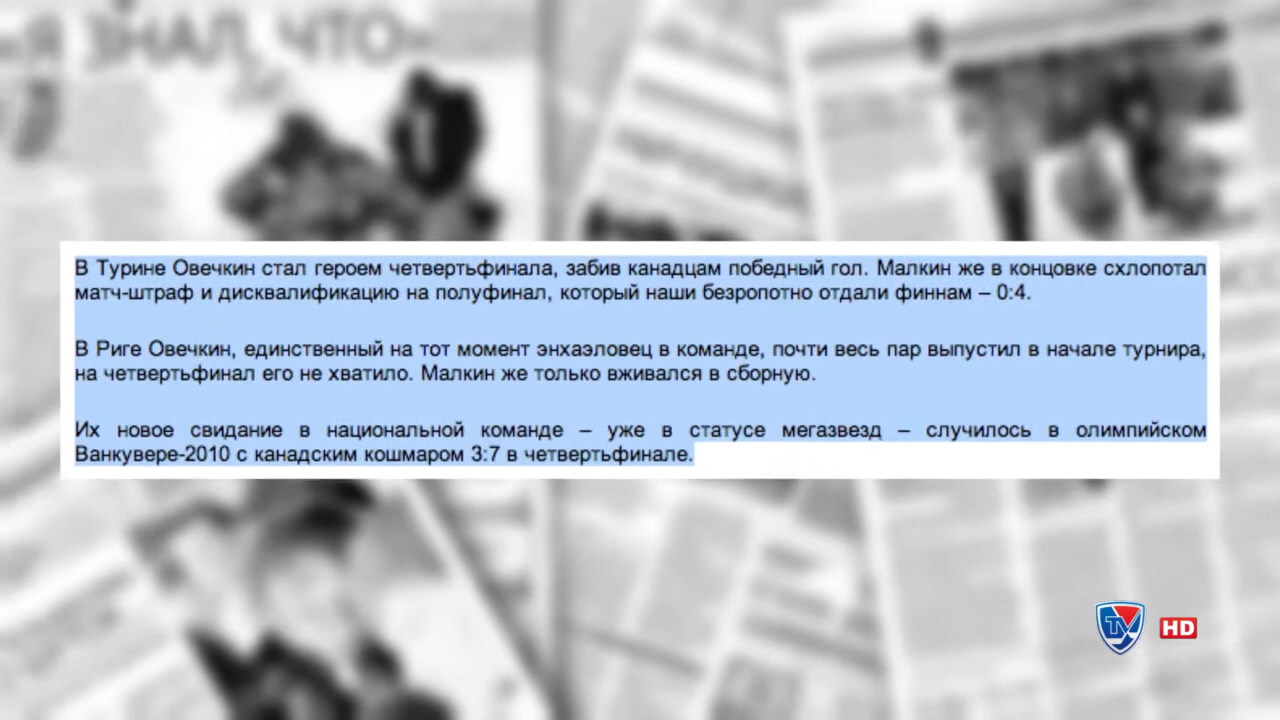 «Я ЗНАЛ, ЧТО
В Турине Овечкин стал героем четвертьфинала, забив канадцам победный гол. Малкин же в концовке схлопотал
матч-штраф и дисквалификацию на полуфинал, который наши безропотно отдали финнам – 0:4.
В Риге Овечкин, единственный на тот момент энхаэловец в команде, почти весь пар выпустил в начале турнира,
на четвертьфинал его не хватило. Малкин же только вживался в сборную.
Их новое свидание в национальной команде – уже в статусе мегазвезд – случилось в олимпийском
Ванкувере-2010 с канадским кошмаром 3:7 в четвертьфинале.
TV HD